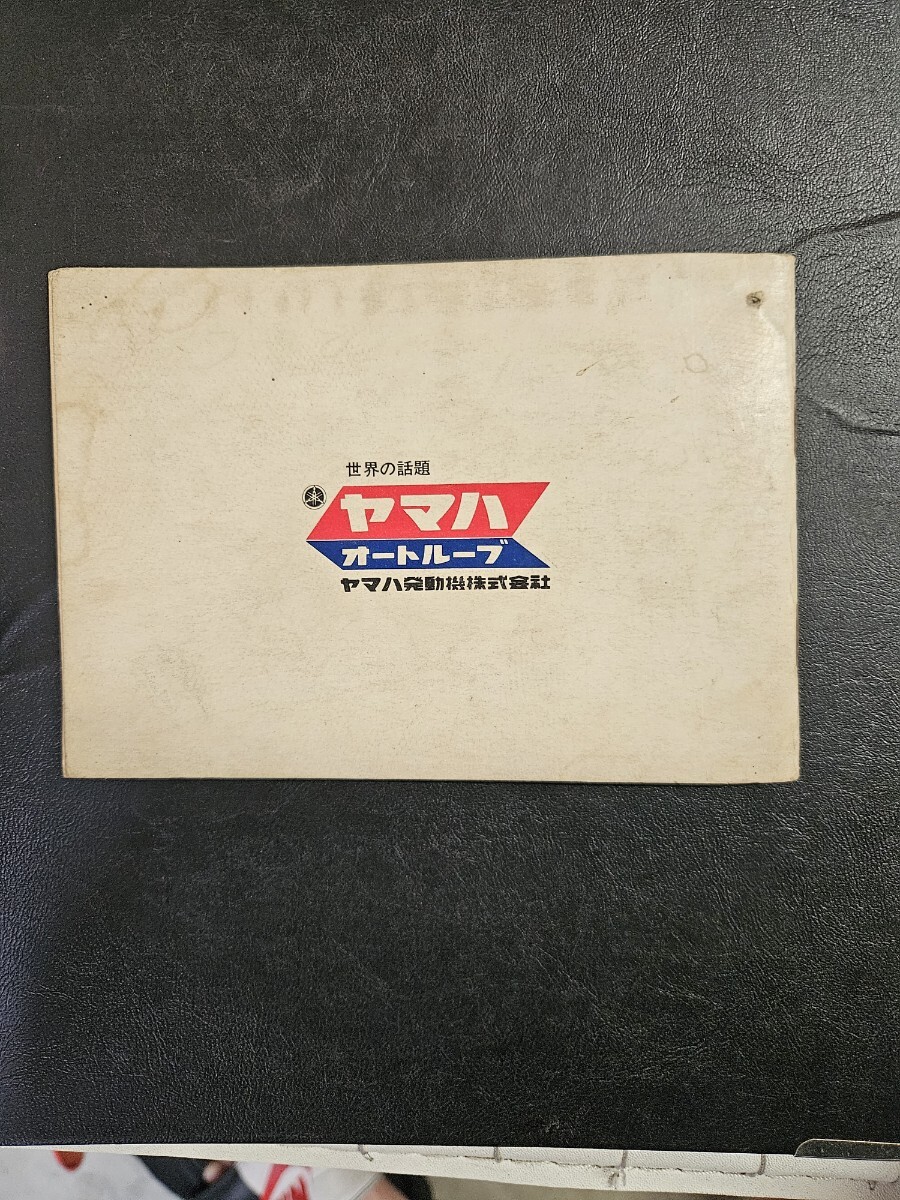 世界の話題
ヤマハ
オートルーブ
ヤマハ発動機株式会社